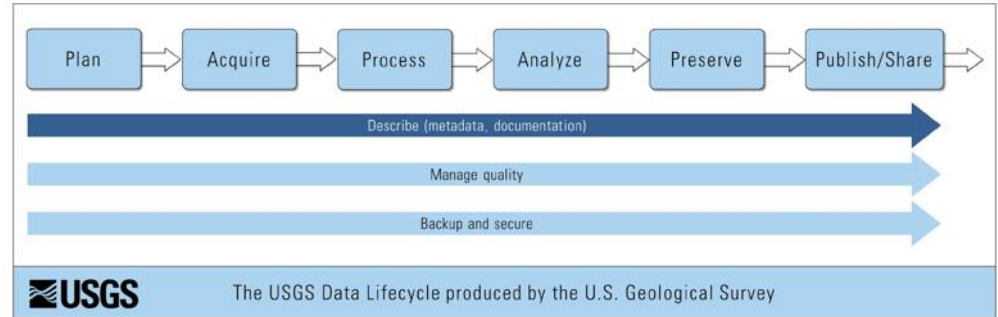 Plan Acquire Process Analyze Preserve Publish/Share
Describe (metadata, documentation)
Manage quality
Backup and secure
USGS The USGS Data Lifecycle produced by the U.S. Geological Survey